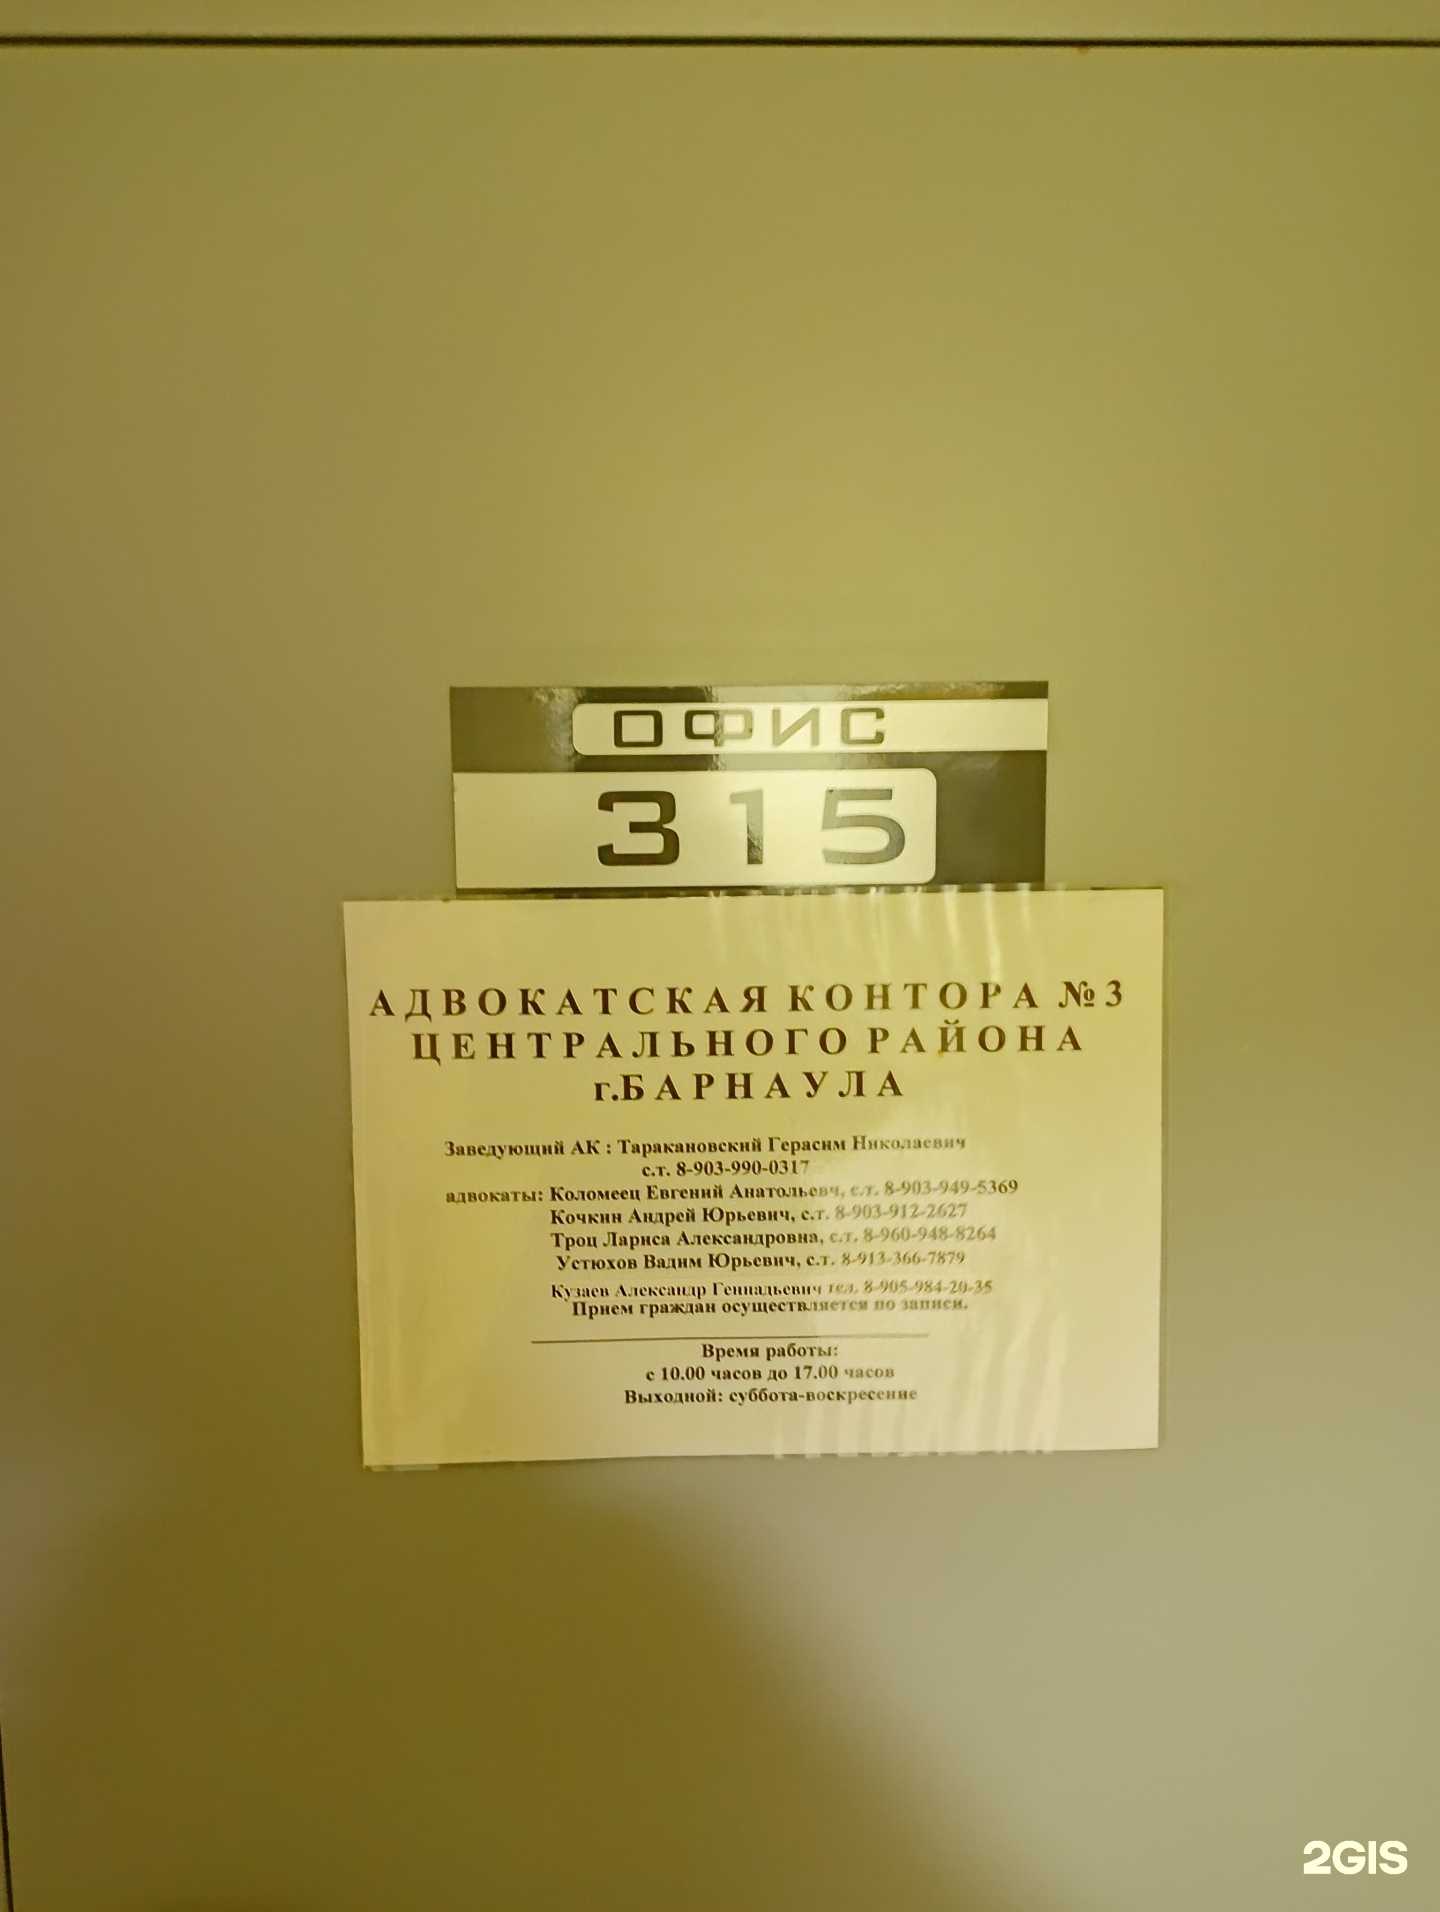 ОФИС
315
АДВОКАТСКАЯ КОНТОРА № 3
ЦЕНТРАЛЬНОГО РАЙОНА
г.БАРНАУЛА
Заведующий АК : Таракановский Герасим Николаевич
с.т. 8-903-990-0317
адвокаты: Коломеец Евгений Анатольевч, с.т. 8-903-949-5369
Кочкин Андрей Юрьевич, с.т. 8-903-912-2627
Троц Лариса Александровна, с.т. 8-960-948-8264
Устюхов Вадим Юрьевич, с.т. 8-913-366-7879
Кузаев Александр Геннадьевич тел. 8-905-984-20-35
Прием граждан осуществляется по записи.
Время работы:
с 10.00 часов до 17.00 часов
Выходной: суббота-воскресение
2GIS